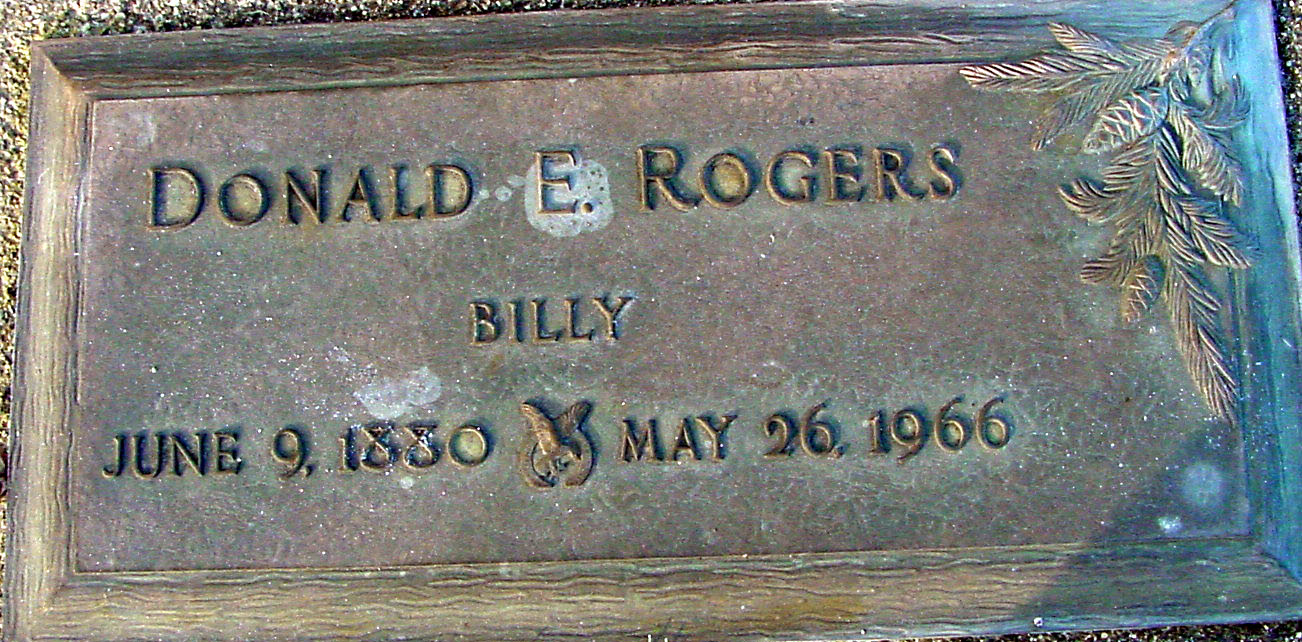 DONALD E. ROGERS
BILLY
JUNE 9, 1880 MAY 26, 1966